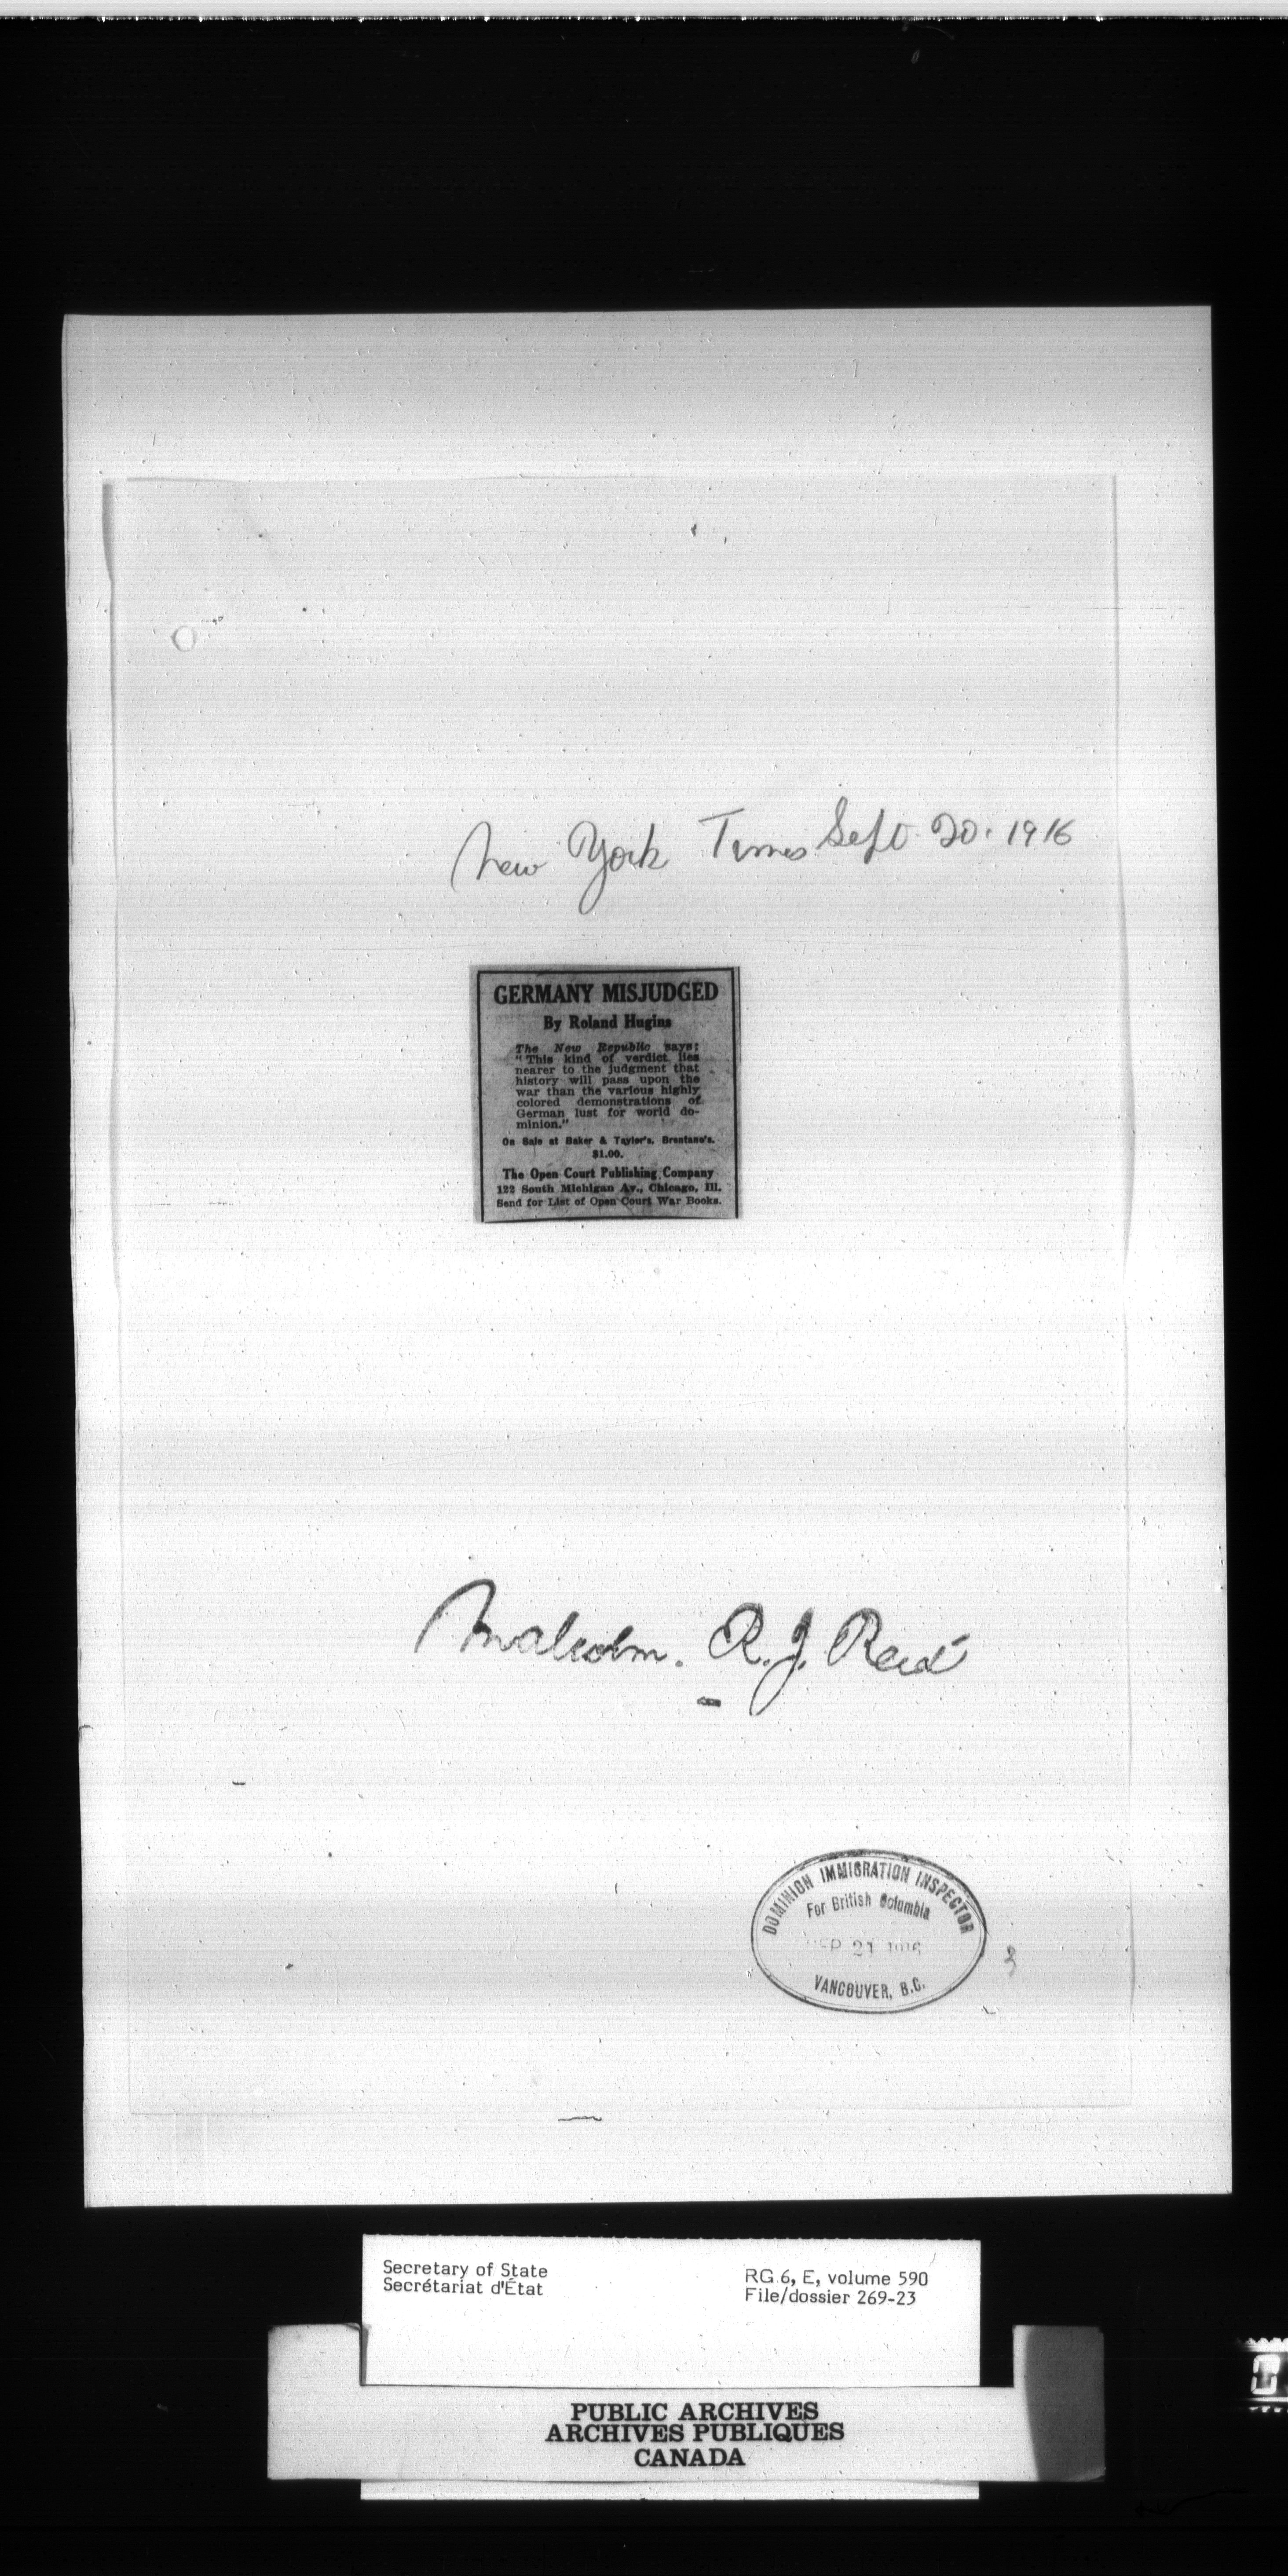 New York Times Sept. 20. 1916
GERMANY MISJUDGED
By Roland Hugins
The New Republic says:
"This kind of verdict lies
nearer to the judgment that
history will pass upon the
war than the various highly
colored demonstrations of
German lust for world do-
minion."
On Sale at Baker & Taylor's, Brentano's.
$1.00.
The Open Court Publishing Company
122 South Michigan Av., Chicago, Ill.
Send for List of Open Court War Books.
Malcolm. R. J. Reid
DOMINION IMMIGRATION INSPECTOR
For British Columbia
SEP 21 1916
VANCOUVER, B.C.
3
Secretary of State
Secrétariat d'État
RG 6, E, volume 590
File/dossier 269-23
PUBLIC ARCHIVES
ARCHIVES PUBLIQUES
CANADA